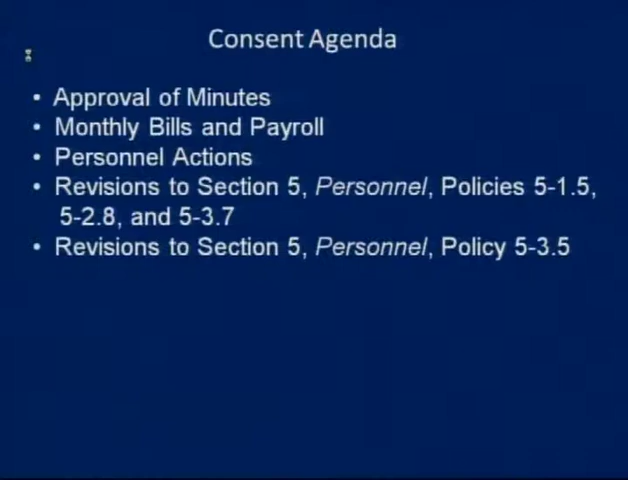 Consent Agenda
• Approval of Minutes
• Monthly Bills and Payroll
• Personnel Actions
• Revisions to Section 5, Personnel, Policies 5-1.5,
5-2.8, and 5-3.7
• Revisions to Section 5, Personnel, Policy 5-3.5